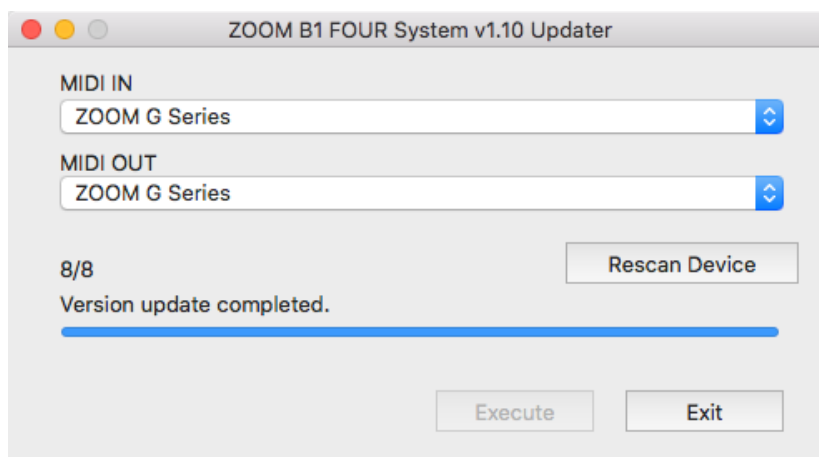 ZOOM B1 FOUR System v1.10 Updater
MIDI IN
ZOOM G Series
MIDI OUT
ZOOM G Series
8/8
Rescan Device
Version update completed.
Execute
Exit